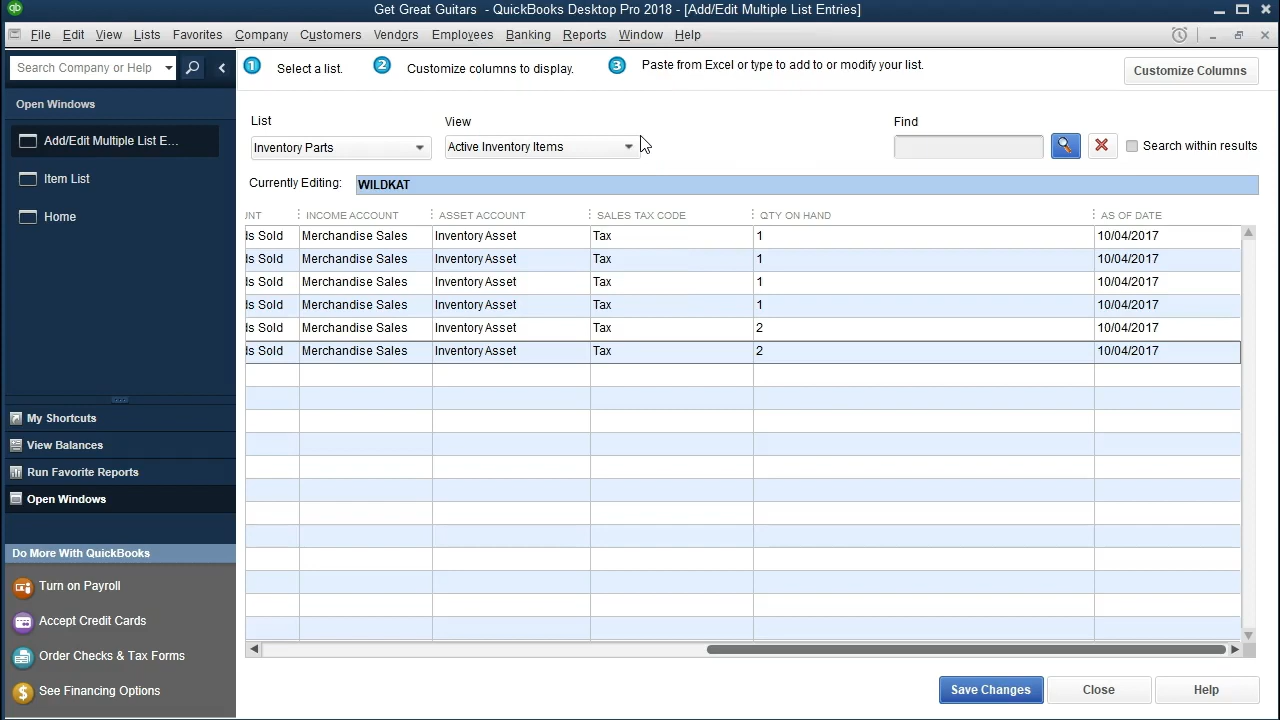 qb
Get Great Guitars - QuickBooks Desktop Pro 2018 - [Add/Edit Multiple List Entries]
File Edit View Lists Favorites Company Customers Vendors Employees Banking Reports Window Help
Search Company or Help
1 Select a list.
2 Customize columns to display.
3 Paste from Excel or type to add to or modify your list.
Customize Columns
Open Windows
Add/Edit Multiple List E...
Item List
Home
My Shortcuts
View Balances
Run Favorite Reports
Open Windows
Do More With QuickBooks
Turn on Payroll
Accept Credit Cards
Order Checks & Tax Forms
$ See Financing Options
List View Find
Inventory Parts Active Inventory Items Search within results
Currently Editing: WILDKAT
UNT INCOME ACCOUNT ASSET ACCOUNT SALES TAX CODE QTY ON HAND AS OF DATE
ls Sold Merchandise Sales Inventory Asset Tax 1 10/04/2017
ls Sold Merchandise Sales Inventory Asset Tax 1 10/04/2017
ls Sold Merchandise Sales Inventory Asset Tax 1 10/04/2017
ls Sold Merchandise Sales Inventory Asset Tax 1 10/04/2017
ls Sold Merchandise Sales Inventory Asset Tax 2 10/04/2017
ls Sold Merchandise Sales Inventory Asset Tax 2 10/04/2017
Save Changes Close Help